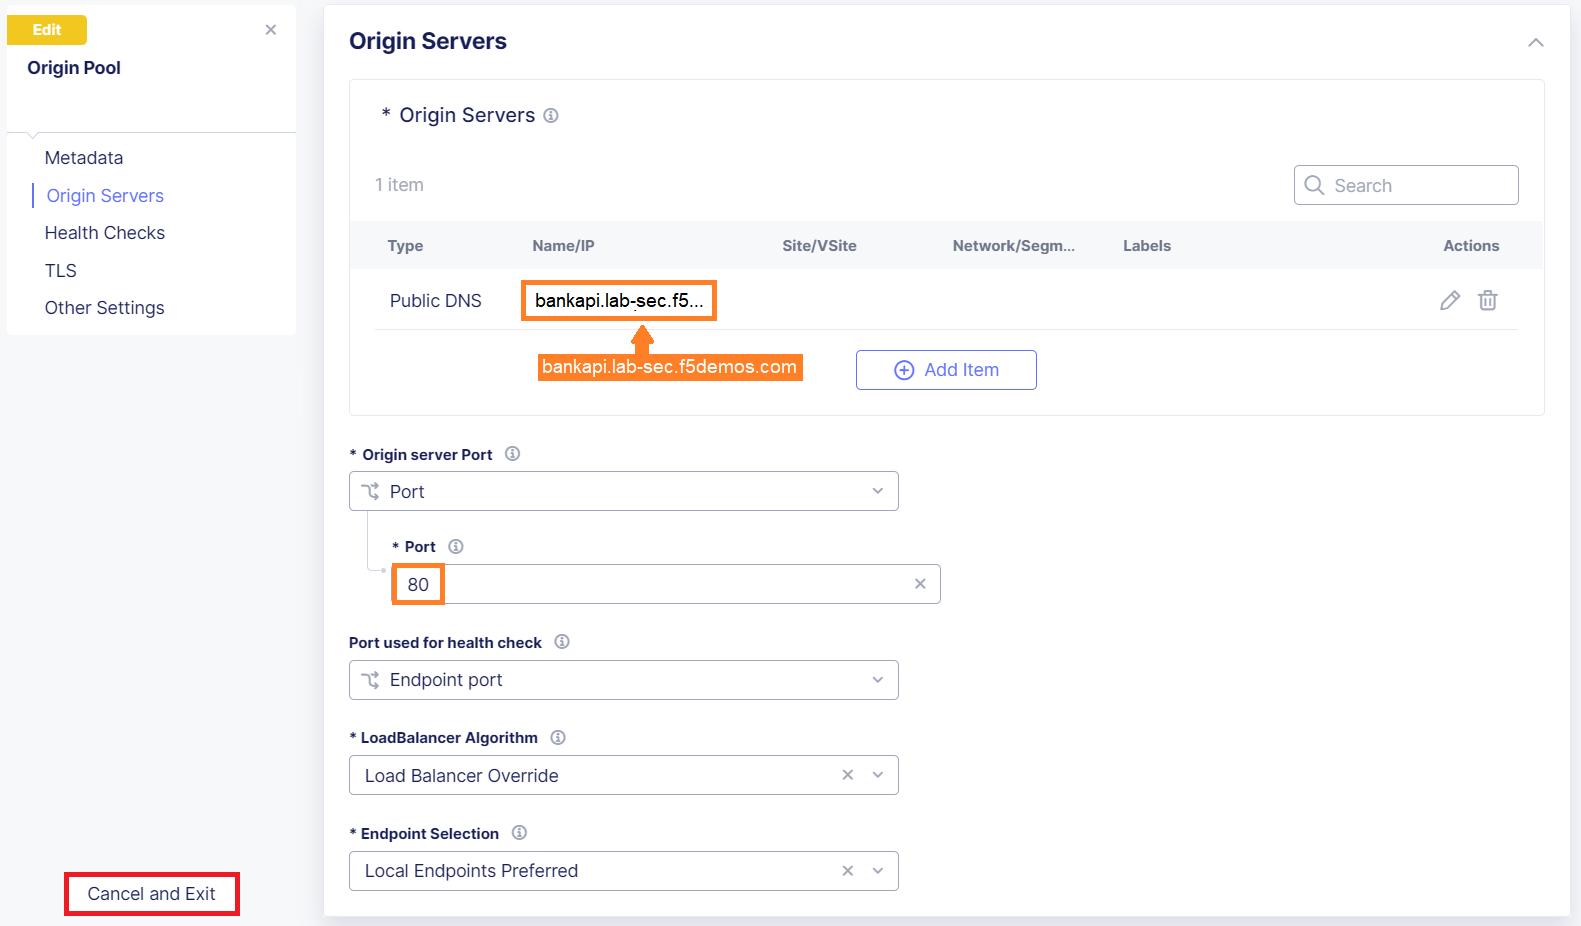 Edit
Origin Pool
Metadata
Origin Servers
Health Checks
TLS
Other Settings
Cancel and Exit
Origin Servers
* Origin Servers
1 item
Search
Type Name/IP Site/VSite Network/Segm... Labels Actions
Public DNS bankapi.lab-sec.f5...
bankapi.lab-sec.f5demos.com
Add Item
* Origin server Port
Port
* Port
80
Port used for health check
Endpoint port
* LoadBalancer Algorithm
Load Balancer Override
* Endpoint Selection
Local Endpoints Preferred